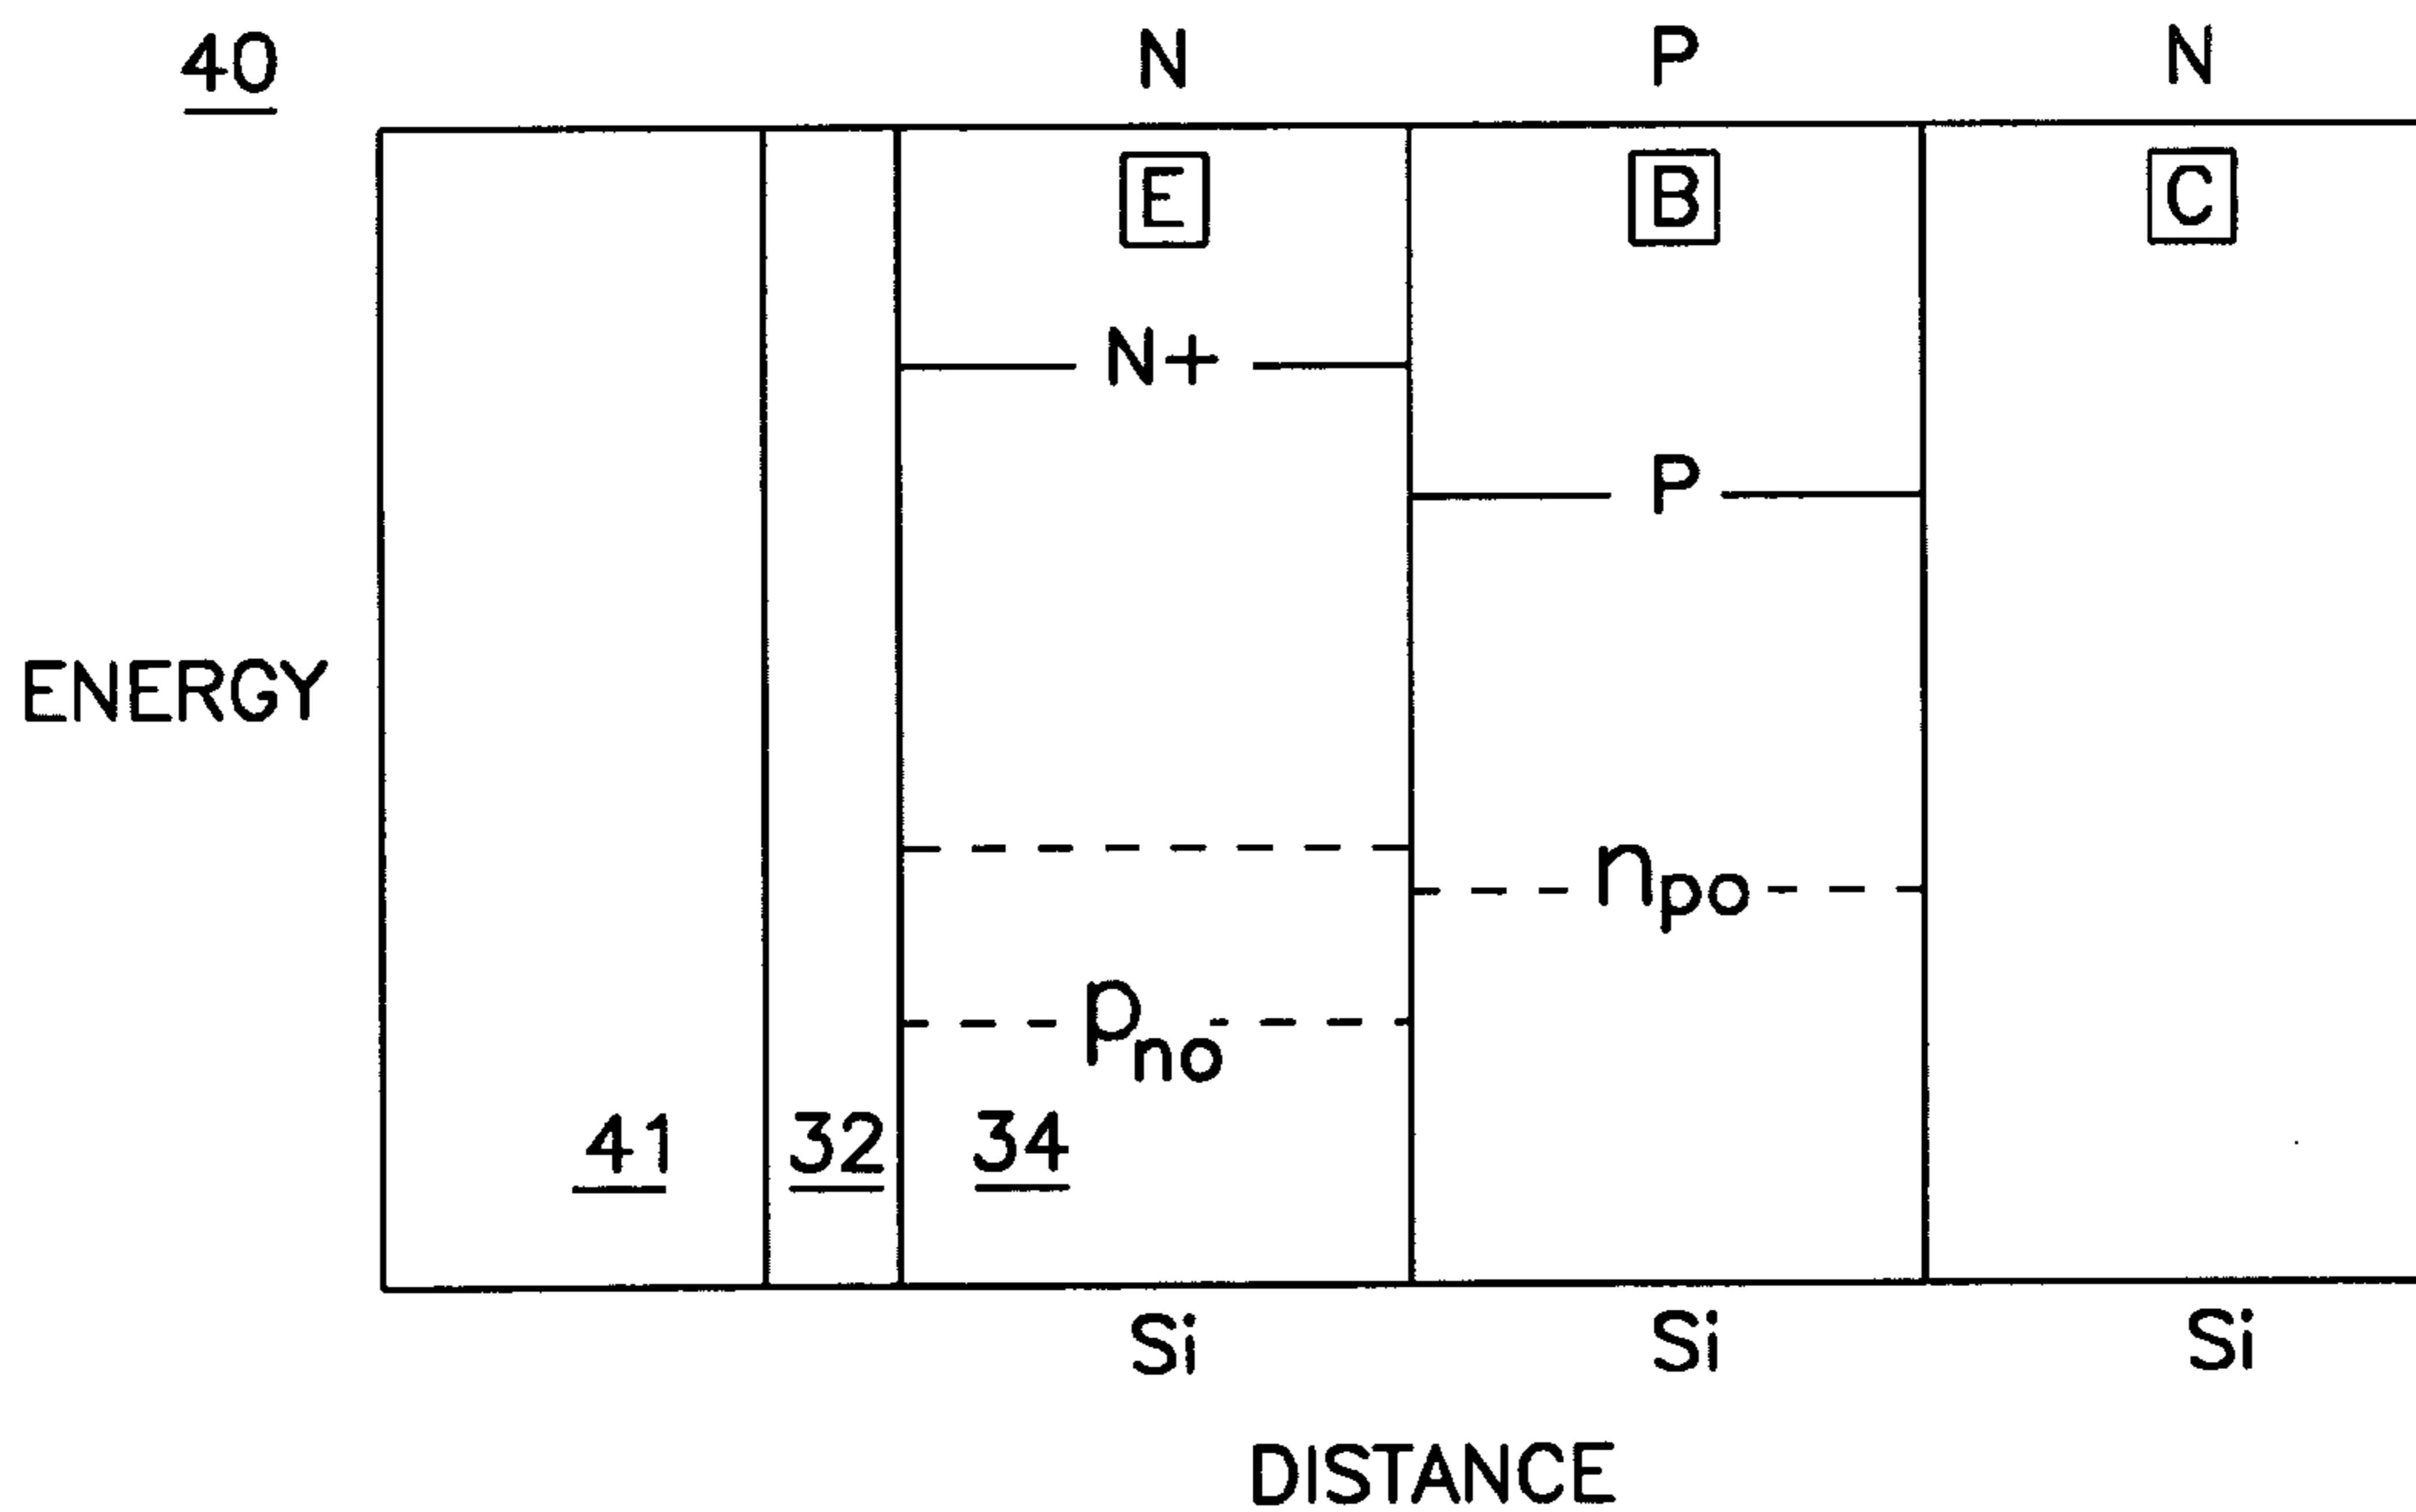 40
N P N
E B C
N+
P
ENERGY
npo
pno
41 32 34
Si Si Si
DISTANCE